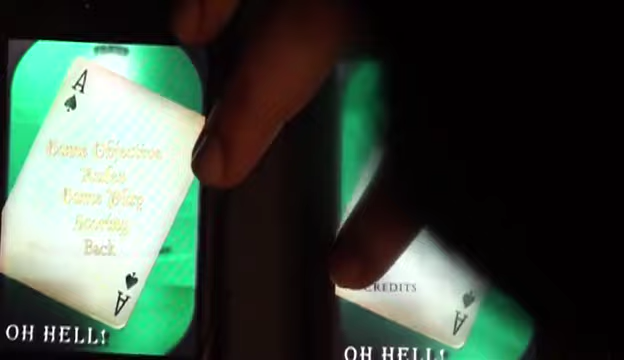 A
Game Objective
Rules
Game Play
Scoring
Back
A
OH HELL!
CREDITS
A
OH HELL!